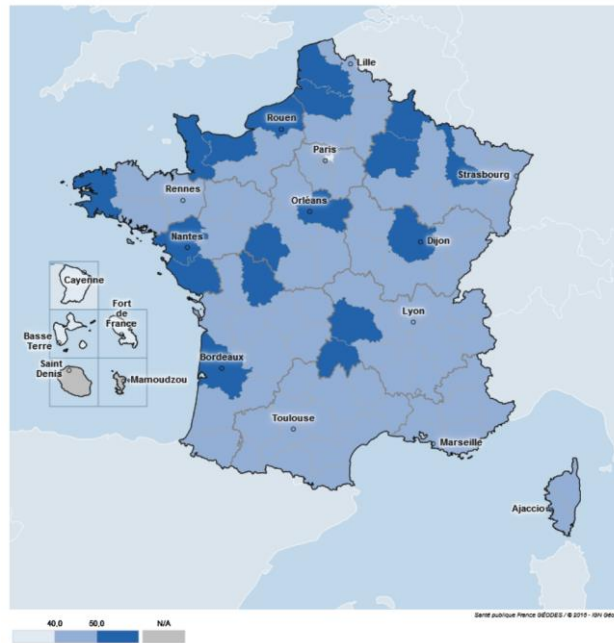 Lille
Rouen
Paris
Strasbourg
Rennes
Orléans
Nantes
Dijon
Cayenne
Fort
de
France
Lyon
Basse
Terre
Saint
Denis
Mamoudzou
Bordeaux
Toulouse
Marseille
Ajaccio
Santé publique France GÉODES / © 2016 - IGN Géo
40,0 50,0 N/A